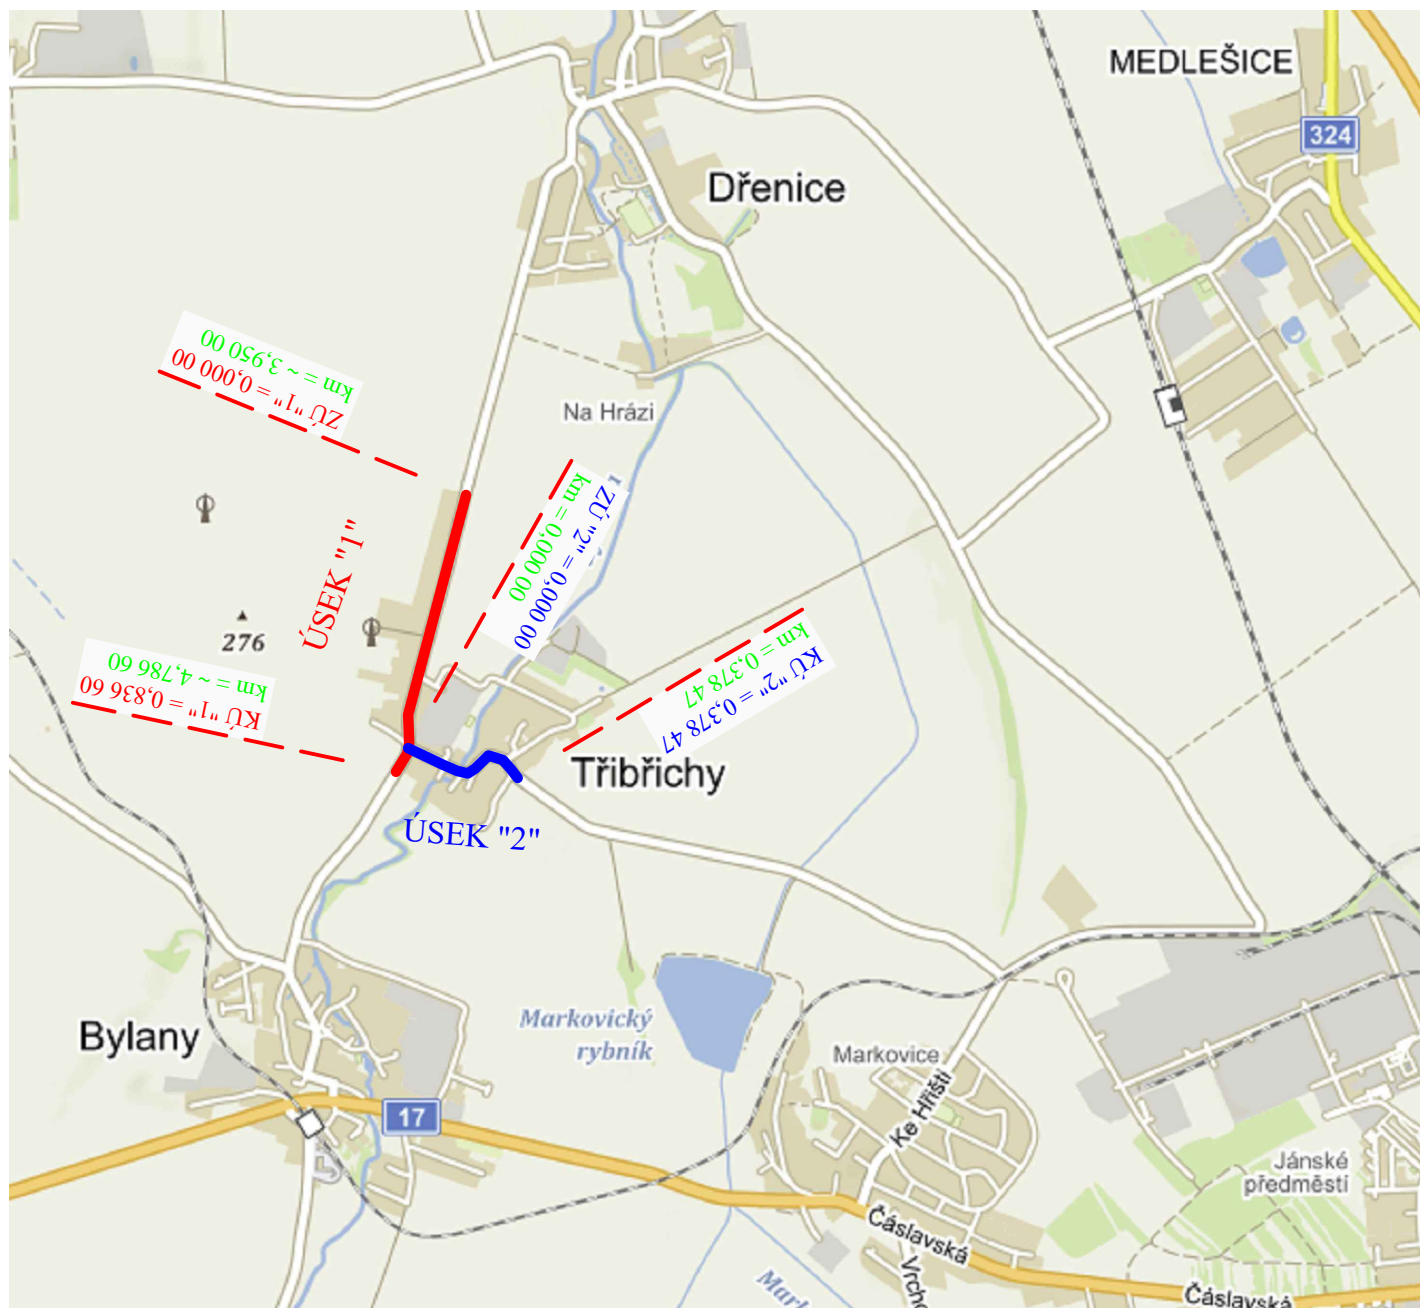 MEDLEŠICE
324
Dřenice
km = ~ 3,950 00
ZÚ "1" = 0,000 00
Na Hrázi
ZÚ "2" = 0,000 00
km = 0,000 00
ÚSEK "1"
276
km = 0,378 47
KÚ "2" = 0,378 47
km = ~ 4,786 60
KÚ "1" = 0,836 60
Třibřichy
ÚSEK "2"
Markovický
rybník
Bylany
Markovice
Ke Hřišti
17
Jánské
předměstí
Čáslavská
Čáslavská